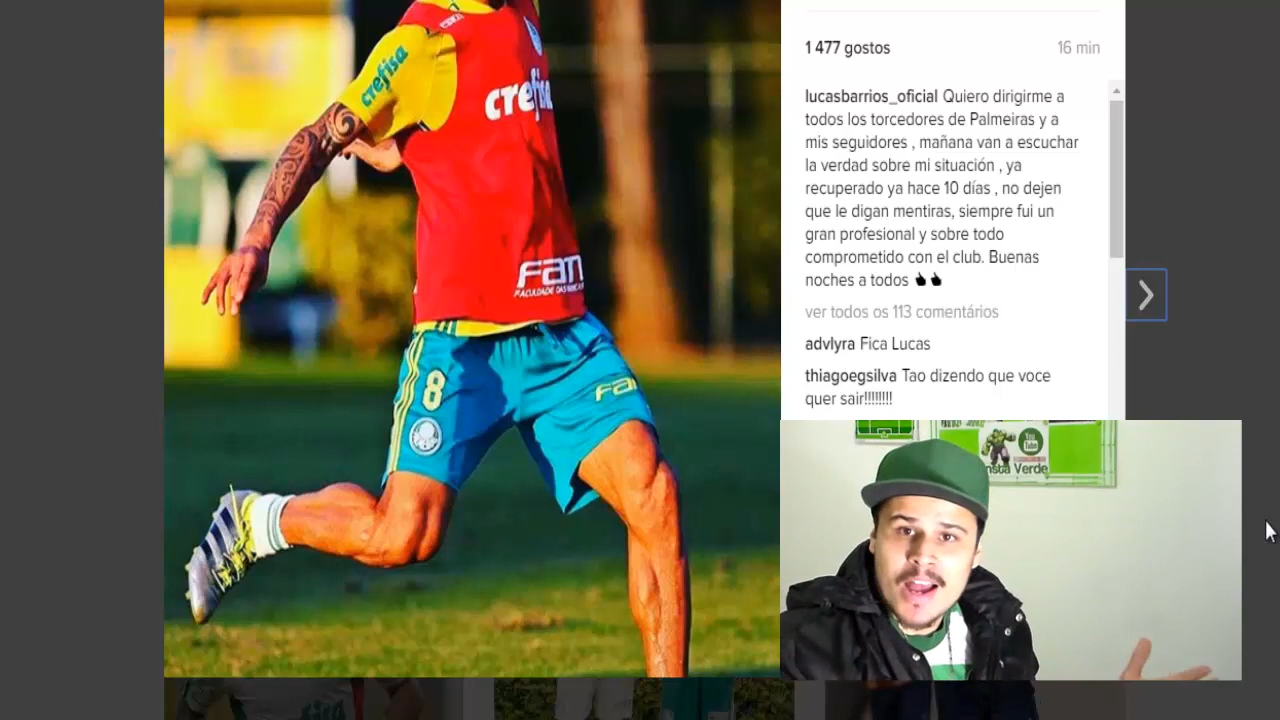 crefisa
crefisa
FAM
8
FAM
1 477 gostos
16 min
lucasbarrios_oficial Quiero dirigirme a
todos los torcedores de Palmeiras y a
mis seguidores , mañana van a escuchar
la verdad sobre mi situación , ya
recuperado ya hace 10 días , no dejen
que le digan mentiras, siempre fui un
gran profesional y sobre todo
comprometido con el club. Buenas
noches a todos
ver todos os 113 comentários
advlyra Fica Lucas
thiagoegsilva Tao dizendo que voce
quer sair!!!!!!!!
You
Tube
Verde